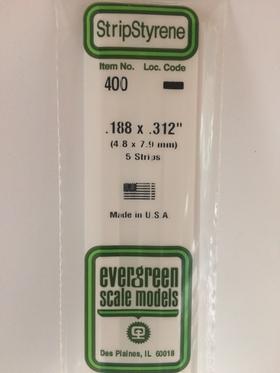 StripStyrene
Item No. Loc. Code
400
.188 x .312"
(4.8 x 7.9 mm)
5 Strips
Made in U.S.A.
evergreen
scale models
Des Plaines, IL 60018